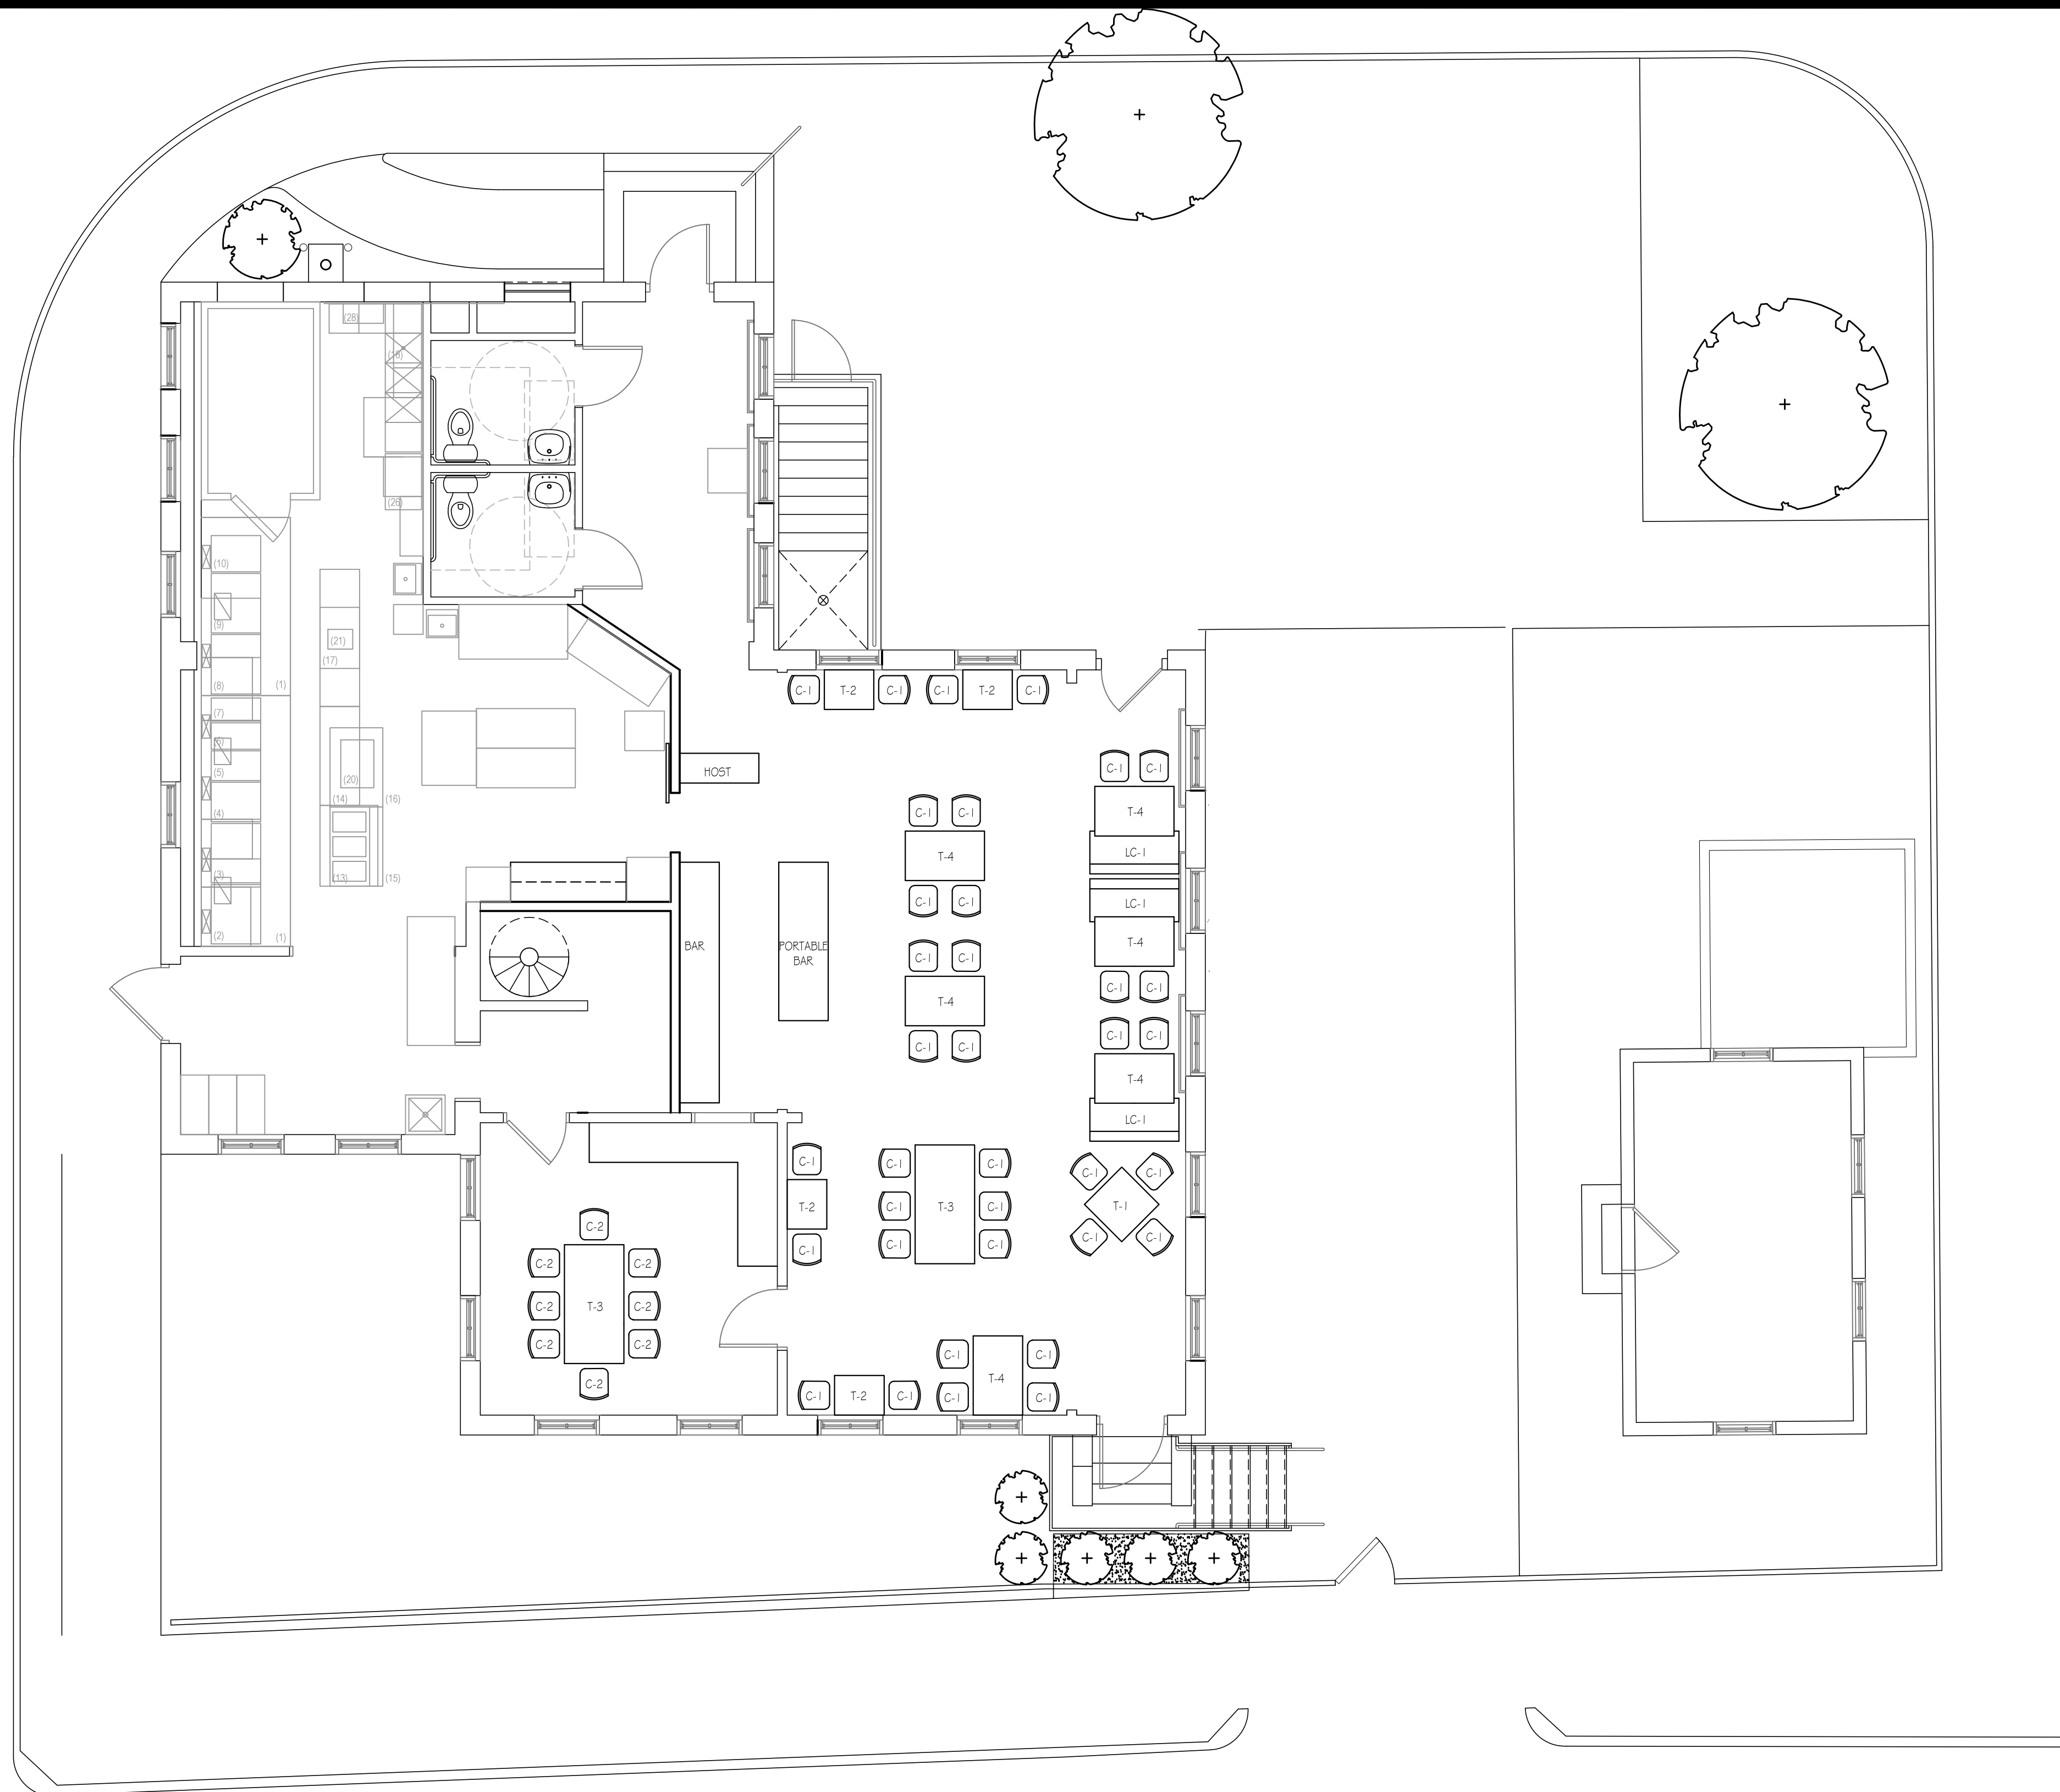 (28)
(18)
(26)
(10)
(9)
(21)
(17)
(8) (1)
(7)
(6)
(5)
(20)
(4) (14) (16)
(3) (13) (15)
(2) (1)
C-1 T-2 C-1 C-1 T-2 C-1
HOST
C-1 C-1
T-4
LC-1
LC-1
T-4
C-1 C-1
C-1 C-1
T-4
LC-1
C-1 C-1
T-4
C-1 C-1
C-1 C-1
T-4
C-1 C-1
BAR
PORTABLE
BAR
C-1
T-2
C-1
C-1 C-1
C-1 T-3 C-1
C-1 C-1
C-1 C-1
T-1
C-1 C-1
C-2
C-2 C-2
C-2 T-3 C-2
C-2 C-2
C-2
C-1 T-2 C-1
C-1 C-1
T-4
C-1 C-1